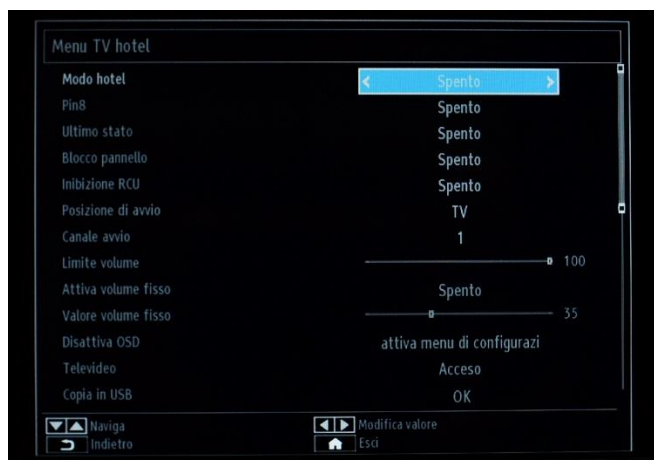 Menu TV hotel
Modo hotel Spento
Pin8 Spento
Ultimo stato Spento
Blocco pannello Spento
Inibizione RCU Spento
Posizione di avvio TV
Canale avvio 1
Limite volume 100
Attiva volume fisso Spento
Valore volume fisso 35
Disattiva OSD attiva menu di configurazi
Televideo Acceso
Copia in USB OK
Naviga Modifica valore
Indietro Esci